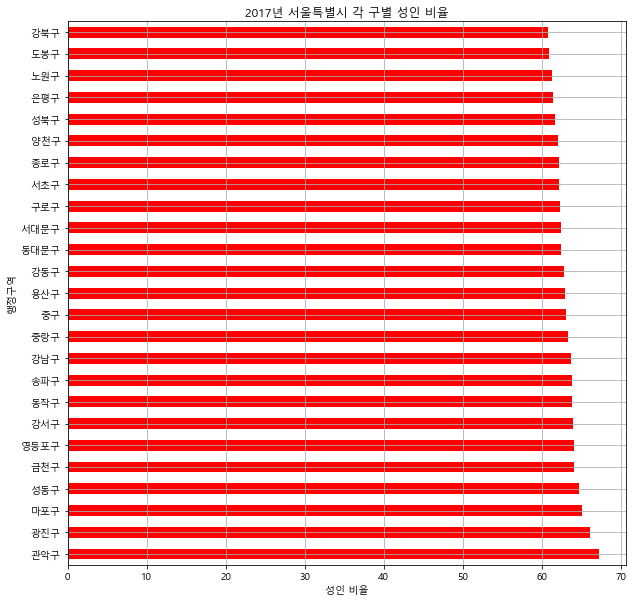 2017년 서울특별시 각 구별 성인 비율
강북구
도봉구
노원구
은평구
성북구
양천구
종로구
서초구
구로구
서대문구
동대문구
강동구
용산구
중구
중랑구
강남구
송파구
동작구
강서구
영등포구
금천구
성동구
마포구
광진구
관악구
행정구역
0 10 20 30 40 50 60 70
성인 비율